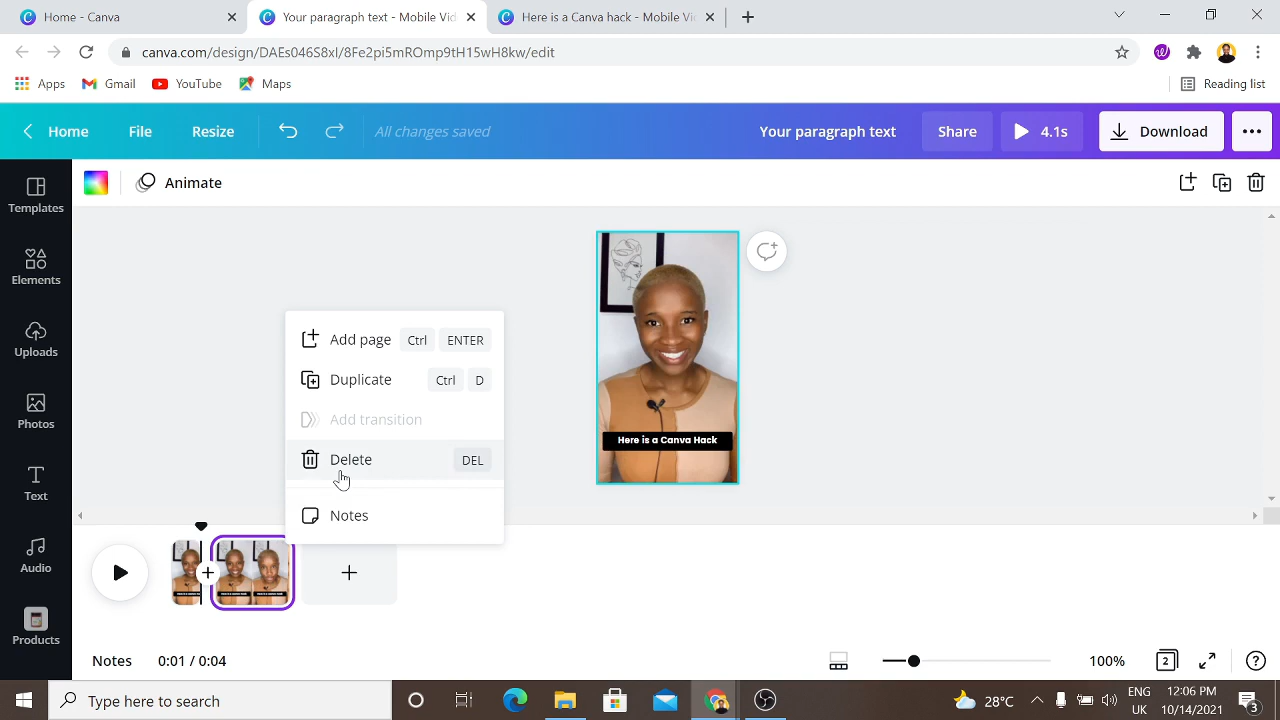 Home - Canva
Your paragraph text - Mobile Vid
Here is a Canva hack - Mobile Vi
canva.com/design/DAEs046S8xI/8Fe2pi5mROmp9tH15wH8kw/edit
Apps
Gmail
YouTube
Maps
Reading list
Home
File
Resize
All changes saved
Your paragraph text
Share
4.1s
Download
Animate
Templates
Elements
Uploads
Photos
Text
Audio
Products
Add page Ctrl ENTER
Duplicate Ctrl D
Add transition
Delete DEL
Notes
Here is a Canva Hack
Notes
0:01 / 0:04
100%
2
Type here to search
28°C
ENG
UK
12:06 PM
10/14/2021
3